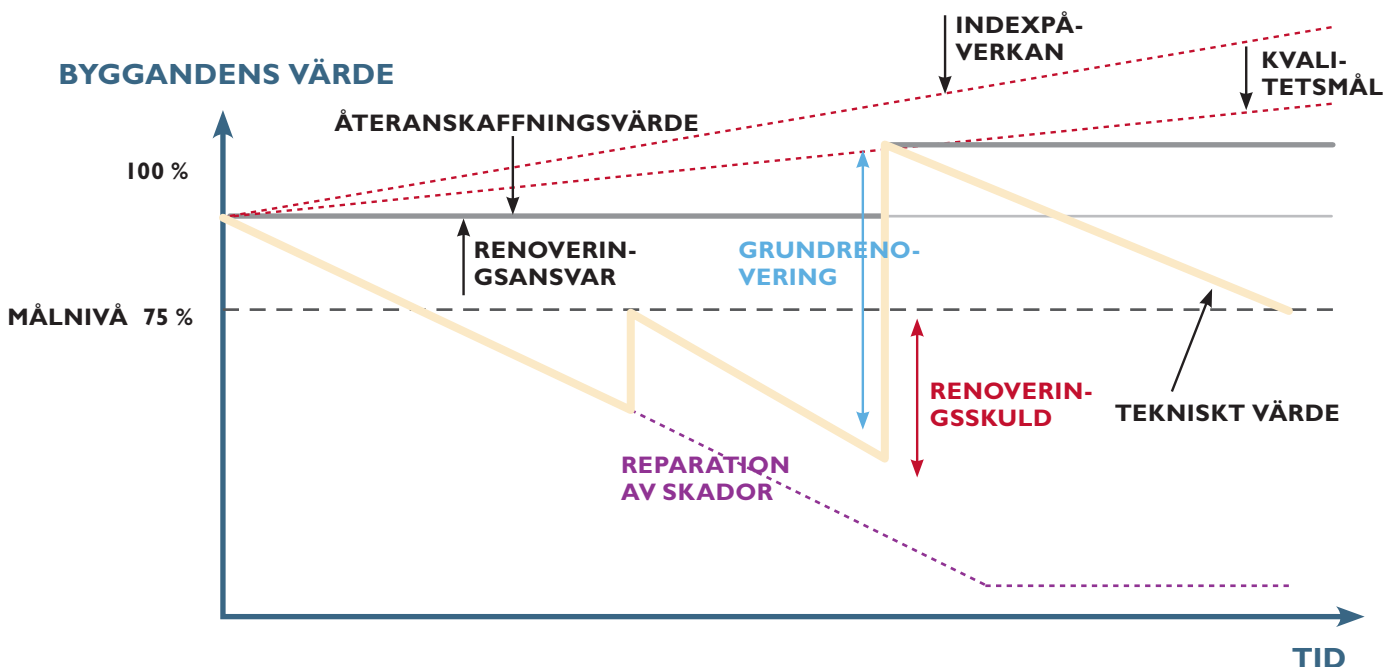 INDEXPÅ-
VERKAN
BYGGANDENS VÄRDE
KVALI-
TETSMÅL
ÅTERANSKAFFNINGSVÄRDE
100 %
RENOVERIN-
GSANSVAR
GRUNDRENO-
VERING
MÅLNIVÅ 75 %
RENOVERIN-
GSSKULD
TEKNISKT VÄRDE
REPARATION
AV SKADOR
TID